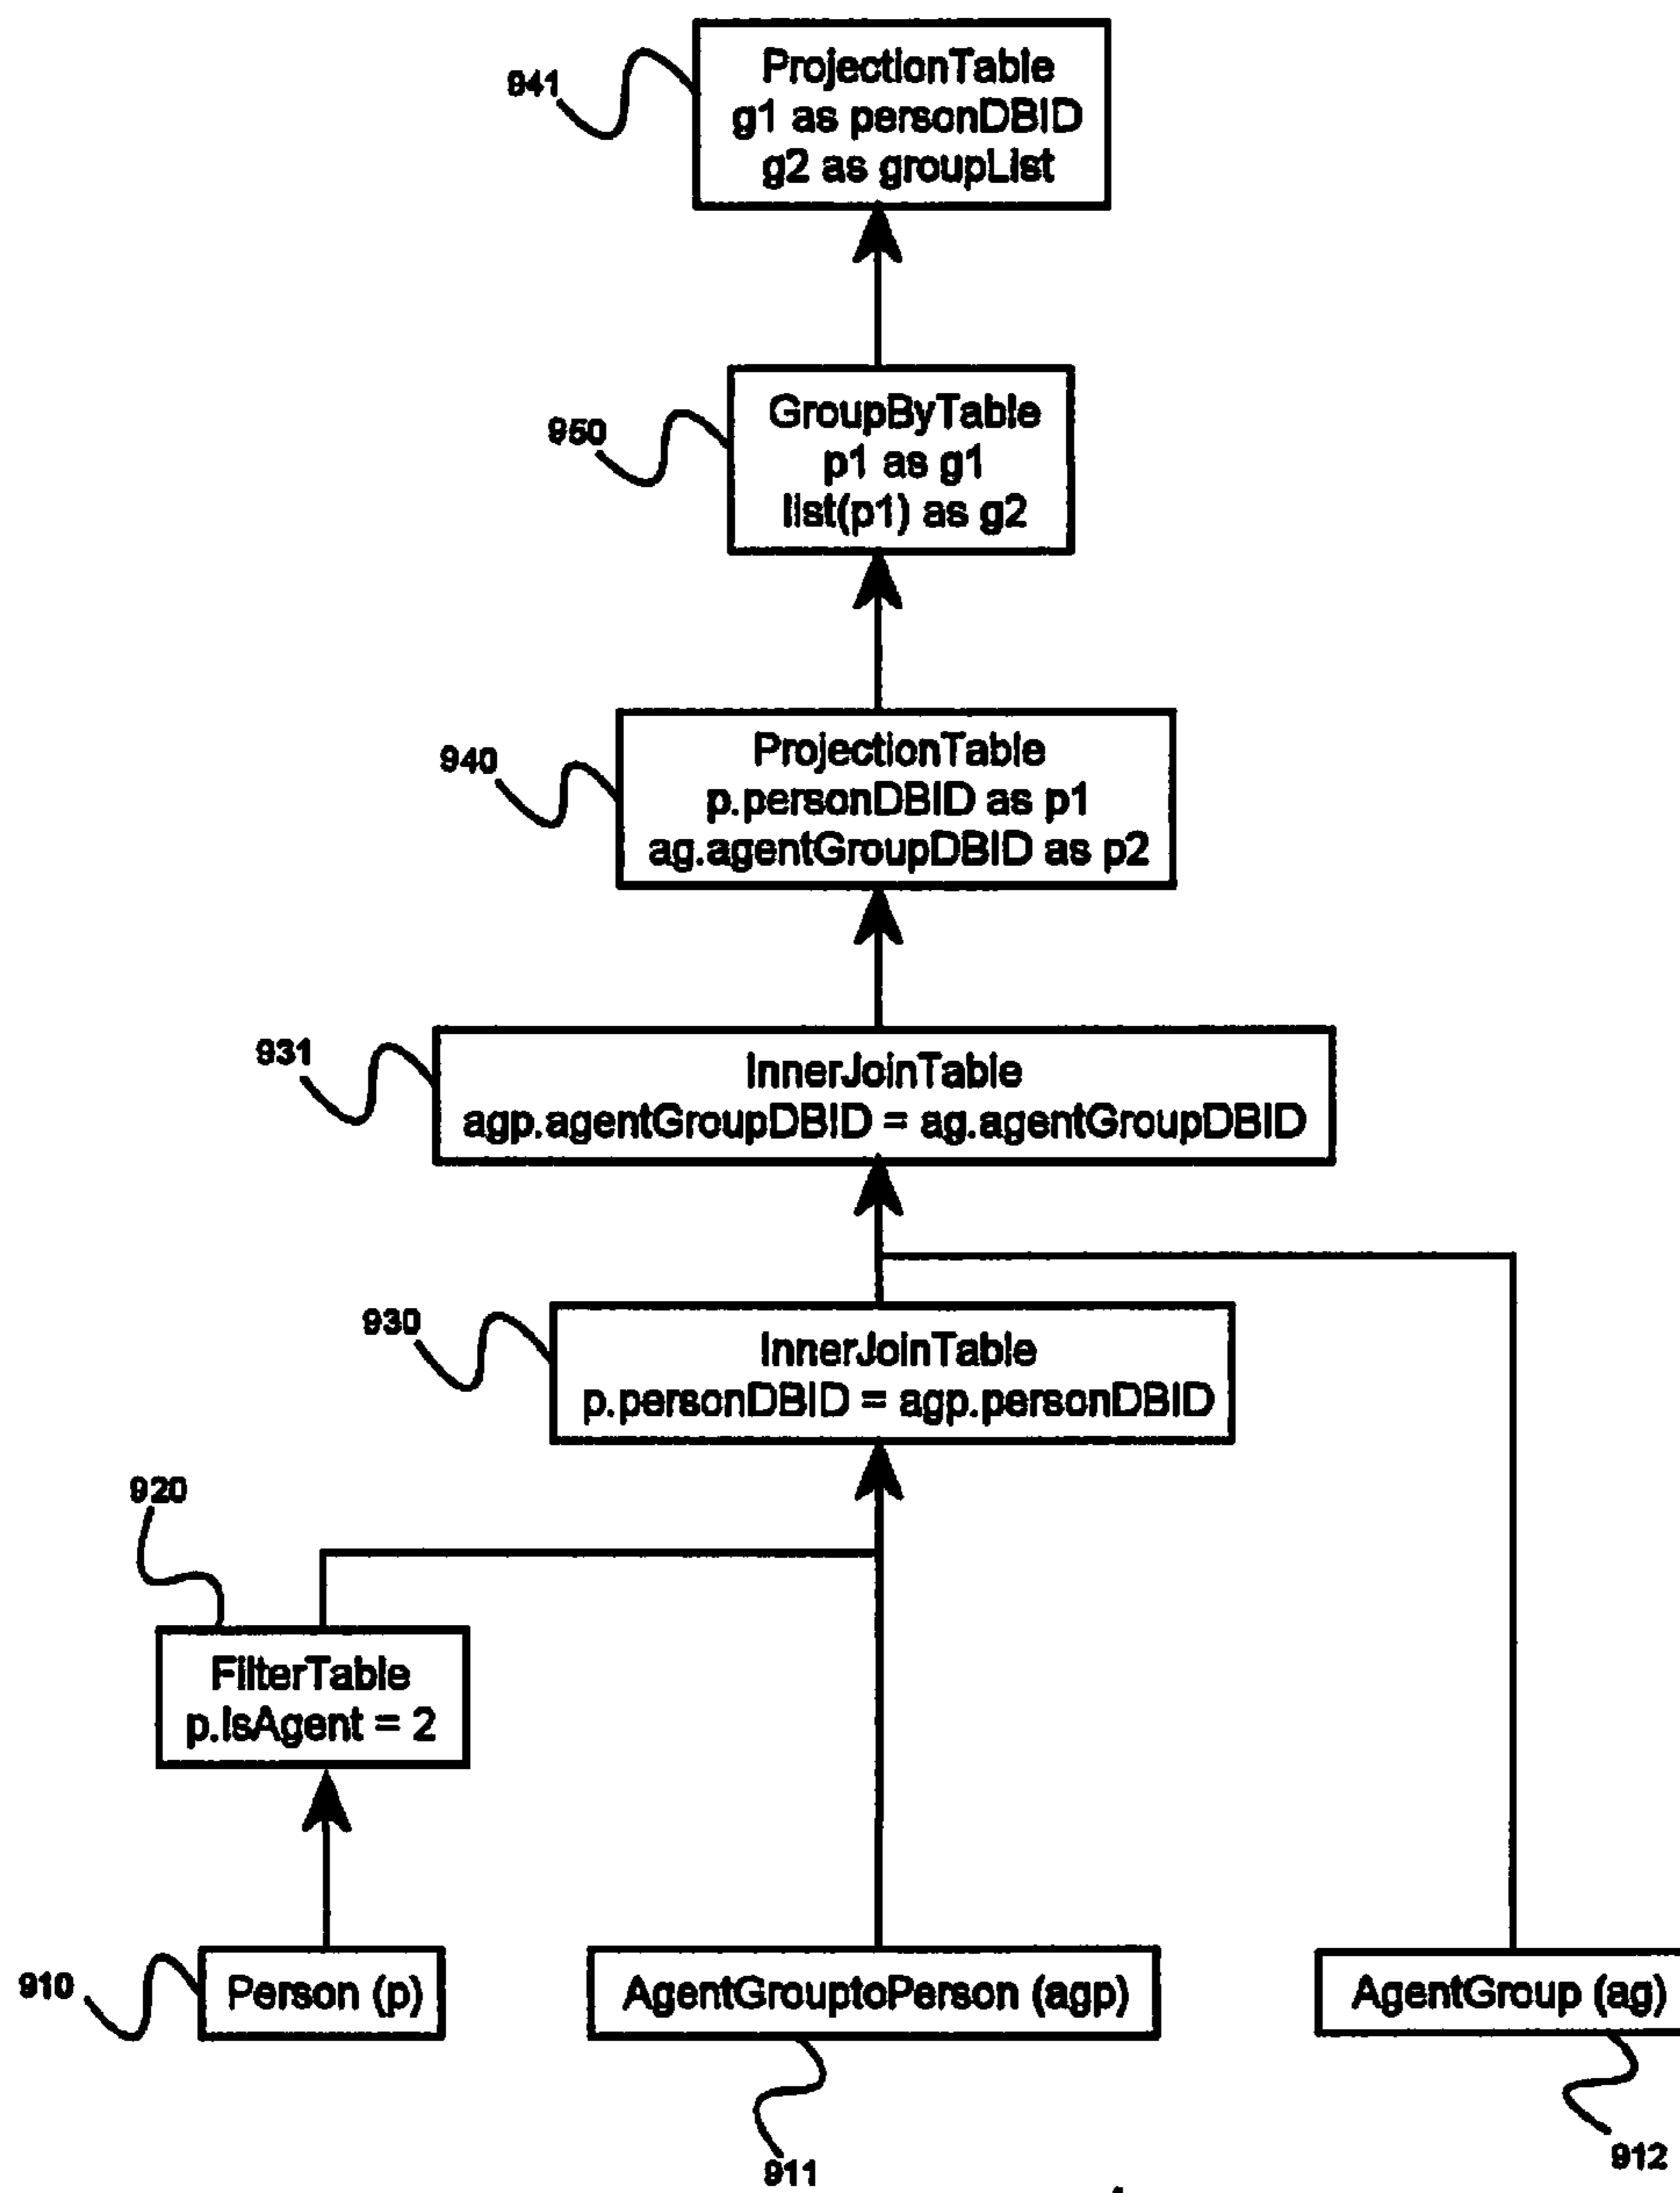 941
ProjectionTable
g1 as personDBID
g2 as groupList
950
GroupByTable
p1 as g1
list(p1) as g2
940
ProjectionTable
p.personDBID as p1
ag.agentGroupDBID as p2
931
InnerJoinTable
agp.agentGroupDBID = ag.agentGroupDBID
930
InnerJoinTable
p.personDBID = agp.personDBID
920
FilterTable
p.IsAgent = 2
910
Person (p)
AgentGrouptoPerson (agp)
AgentGroup (ag)
911
912